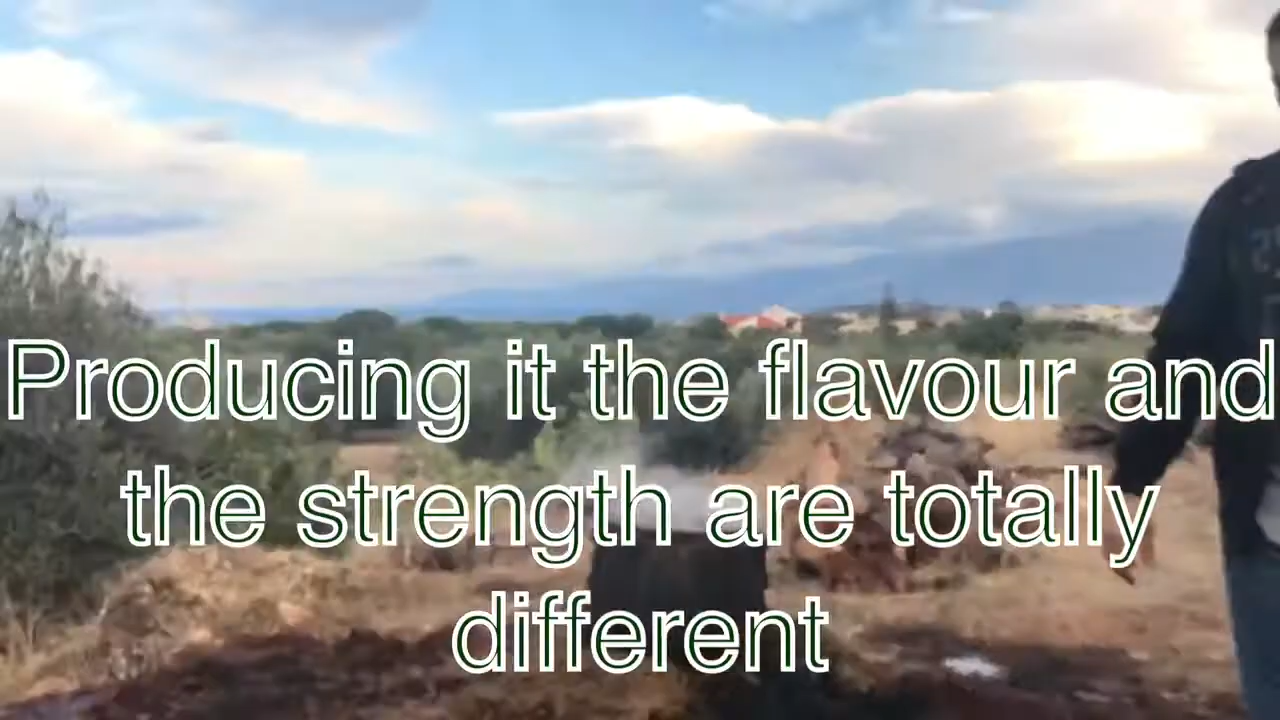 Producing it the flavour and
the strength are totally
different